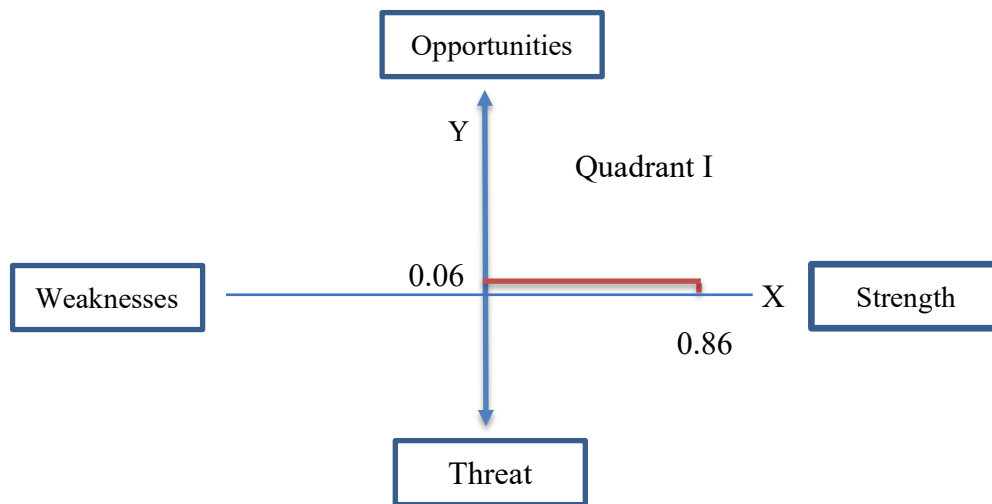 Opportunities
Y
Quadrant I
0.06
Weaknesses
X
Strength
0.86
Threat